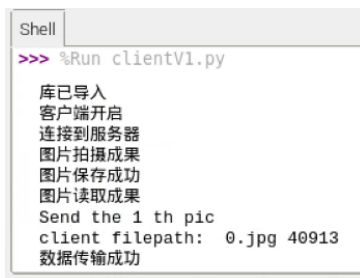 Shell
>>> %Run clientV1.py
库已导入
客户端开启
连接到服务器
图片拍摄成果
图片保存成功
图片读取成果
Send the 1 th pic
client filepath:  0.jpg 40913
数据传输成功